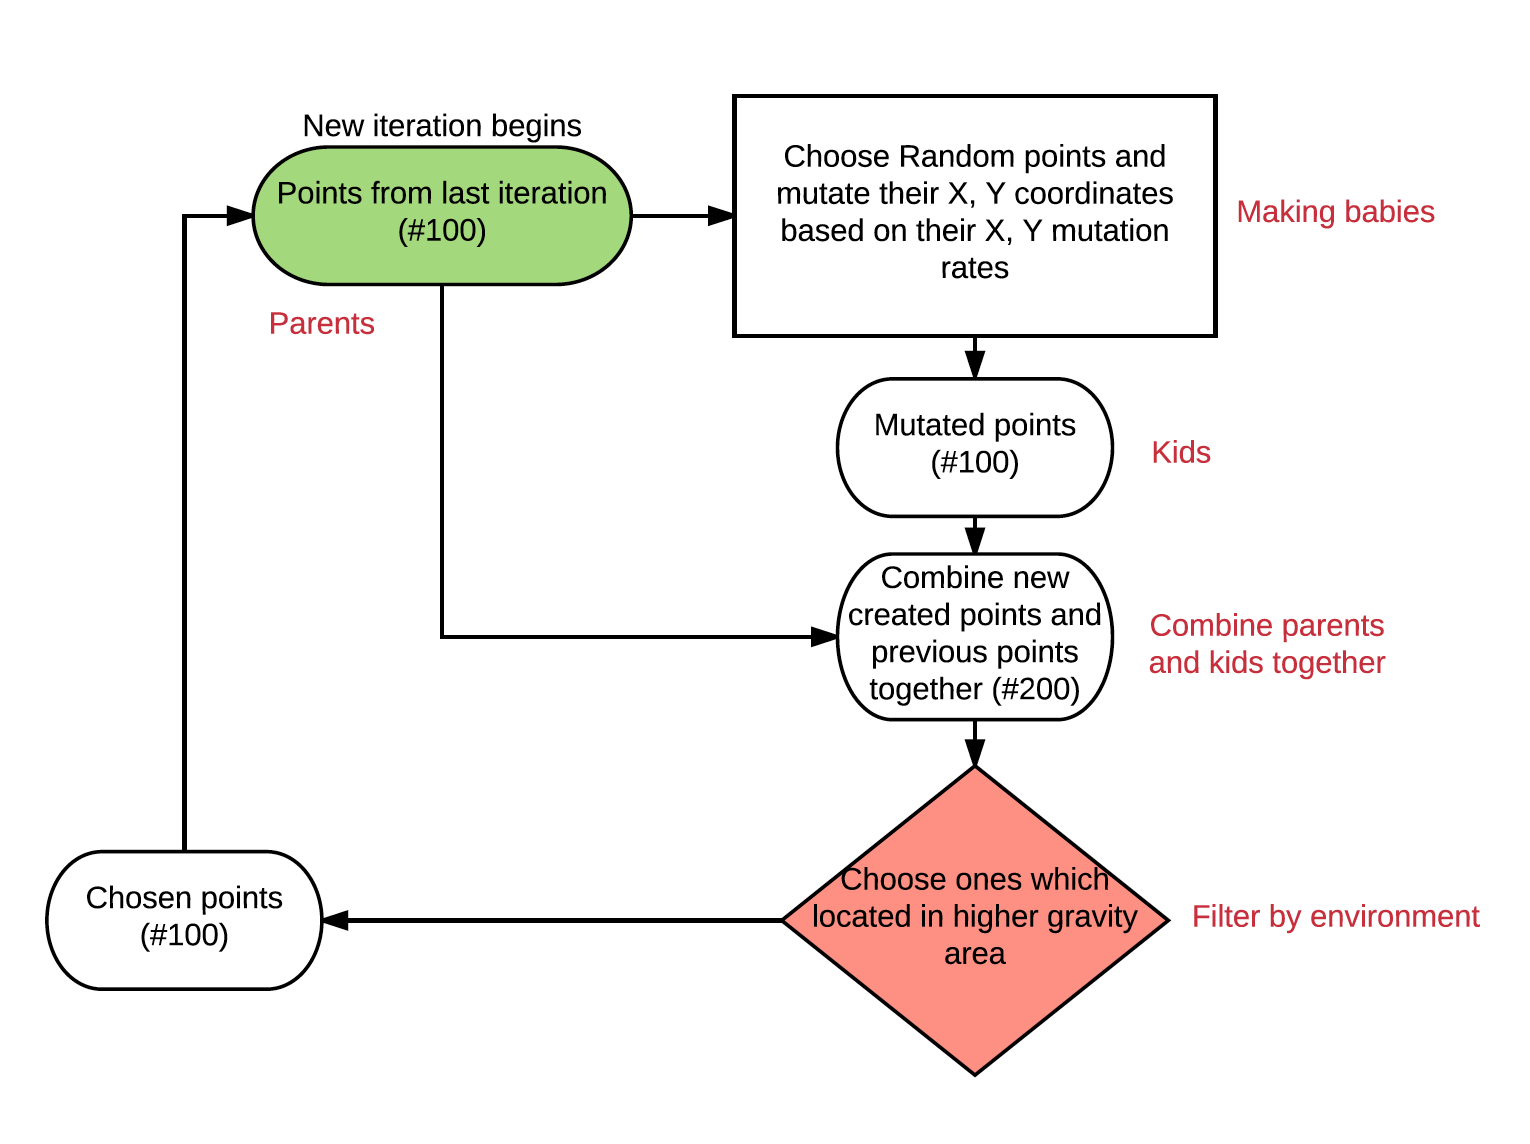 New iteration begins
Points from last iteration
(#100)
Parents
Choose Random points and
mutate their X, Y coordinates
based on their X, Y mutation
rates
Making babies
Mutated points
(#100)
Kids
Combine new
created points and
previous points
together (#200)
Combine parents
and kids together
Choose ones which
located in higher gravity
area
Filter by environment
Chosen points
(#100)